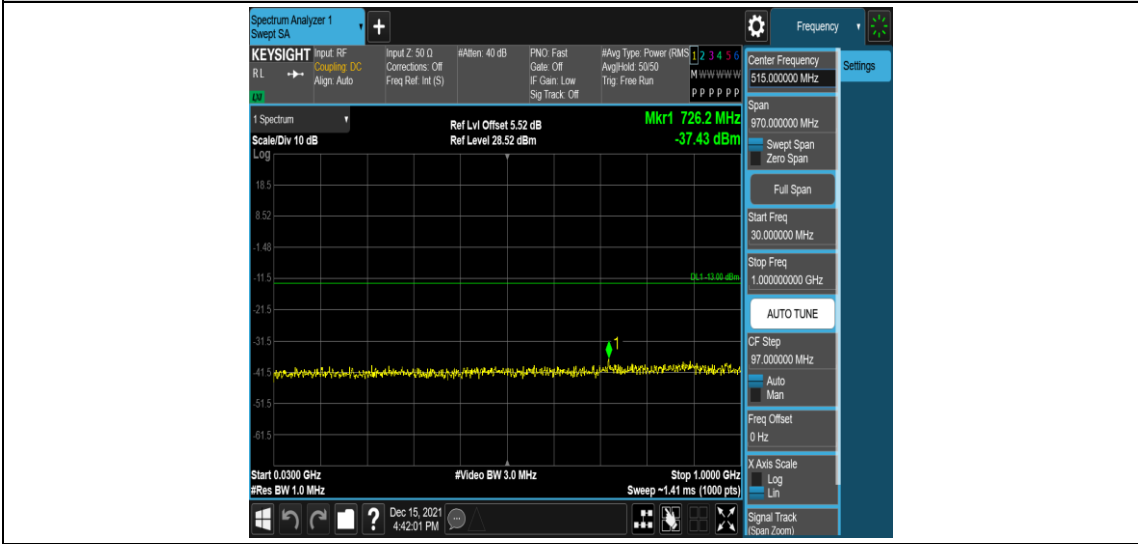 Spectrum Analyzer 1
Swept SA
+
Frequency
KEYSIGHT
RL
Input: RF
Coupling: DC
Align: Auto
Input Z: 50 Ω
Corrections: Off
Freq Ref: Int (S)
#Atten: 40 dB
PNO: Fast
Gate: Off
IF Gain: Low
Sig Track: Off
#Avg Type: Power (RMS
Avg|Hold: 50/50
Trig: Free Run
1 2 3 4 5 6
M W W W W W
P P P P P P
1 Spectrum
Scale/Div 10 dB
Log
Ref Lvl Offset 5.52 dB
Ref Level 28.52 dBm
Mkr1 726.2 MHz
-37.43 dBm
18.5
8.52
-1.48
-11.5
DL1 -13.00 dBm
-21.5
-31.5
1
-41.5
-51.5
-61.5
Start 0.0300 GHz
#Res BW 1.0 MHz
#Video BW 3.0 MHz
Stop 1.0000 GHz
Sweep ~1.41 ms (1000 pts)
?
Dec 15, 2021
4:42:01 PM
Center Frequency
515.000000 MHz
Settings
Span
970.000000 MHz
Swept Span
Zero Span
Full Span
Start Freq
30.000000 MHz
Stop Freq
1.000000000 GHz
AUTO TUNE
CF Step
97.000000 MHz
Auto
Man
Freq Offset
0 Hz
X Axis Scale
Log
Lin
Signal Track
(Span Zoom)